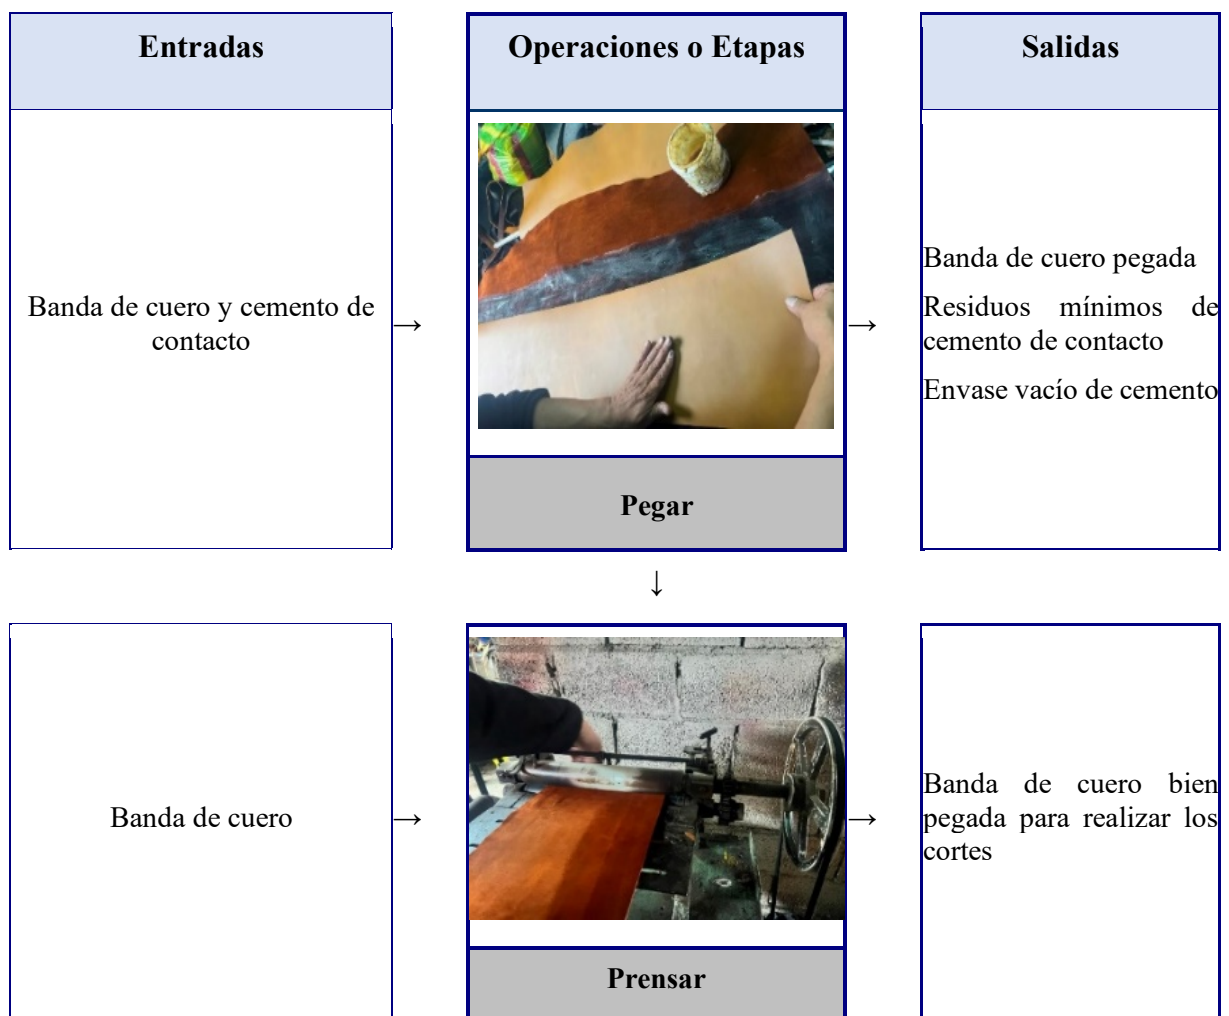 Entradas
Operaciones o Etapas
Salidas
Banda de cuero y cemento de
contacto
→
→
Banda de cuero pegada
Residuos mínimos de
cemento de contacto
Envase vacío de cemento
Pegar
↓
Banda de cuero
→
→
Banda de cuero bien
pegada para realizar los
cortes
Prensar